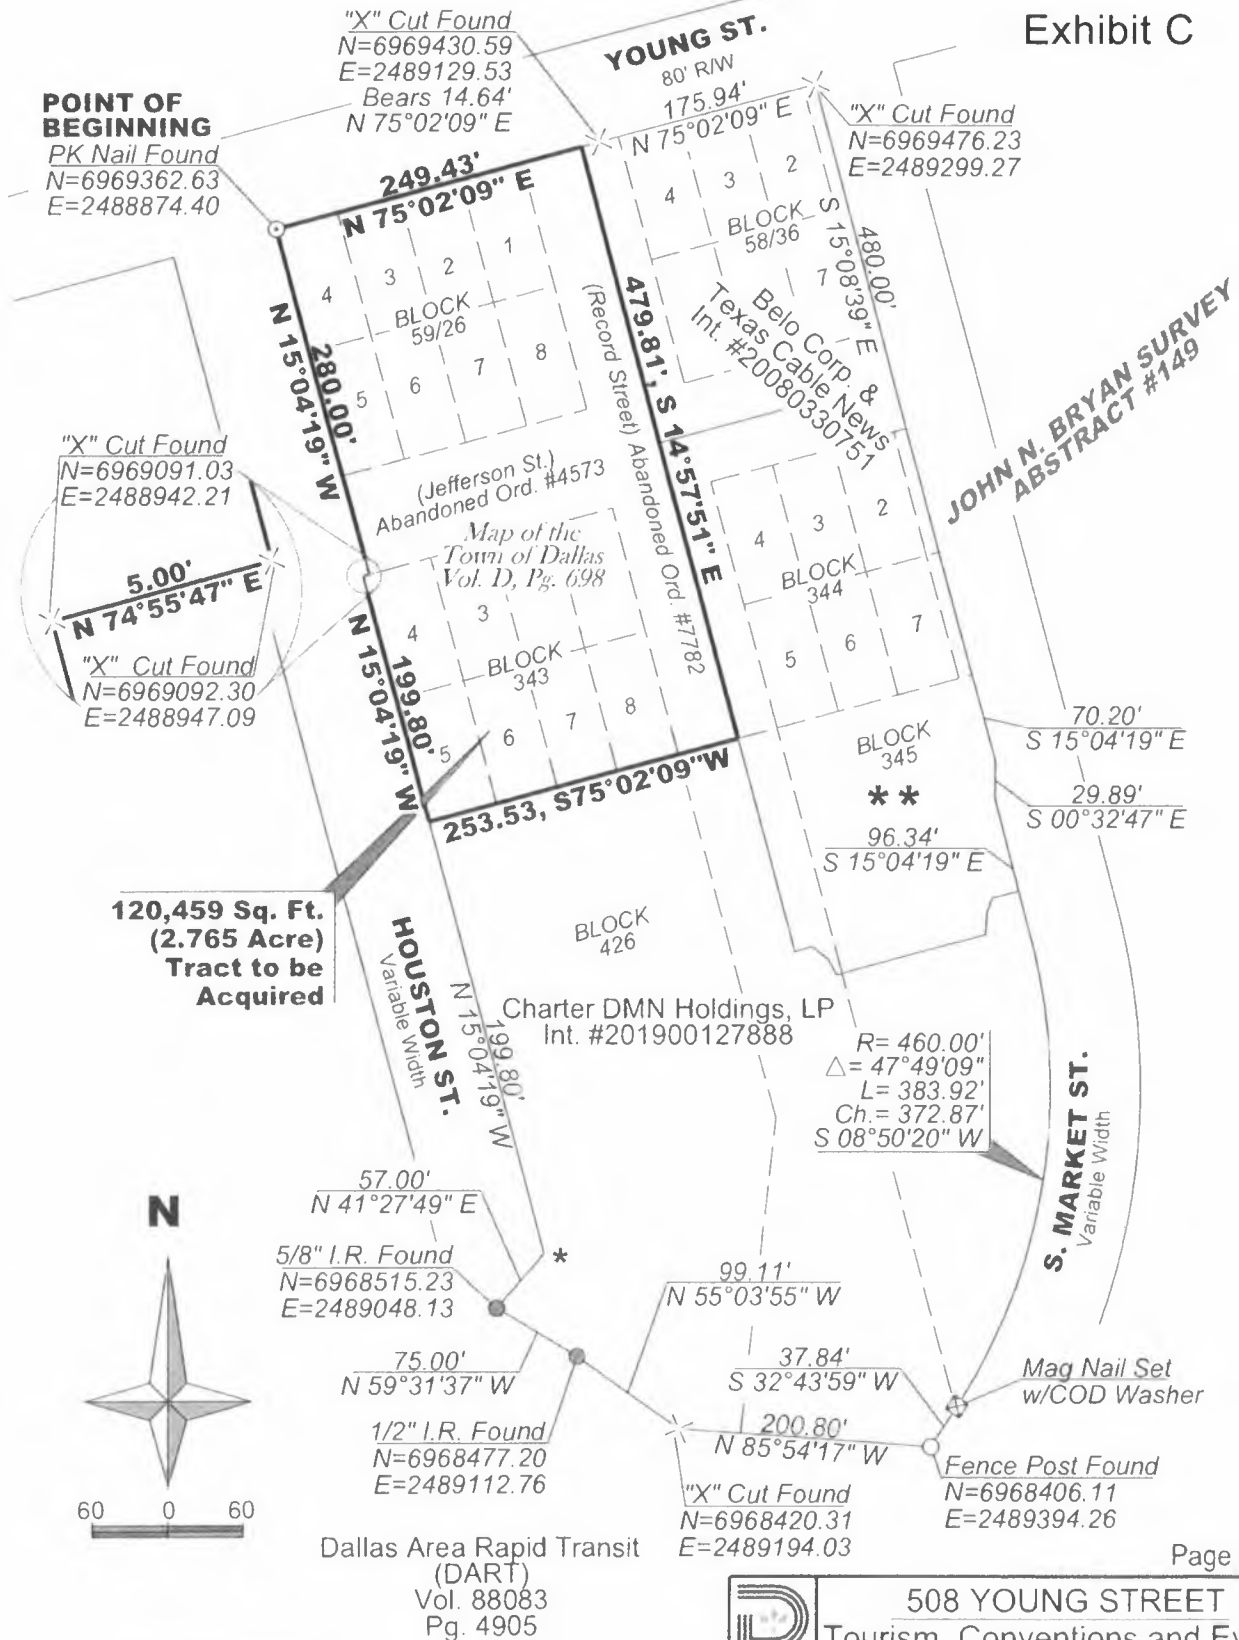 Exhibit C
"X" Cut Found
N=6969430.59
E=2489129.53
Bears 14.64'
N 75°02'09" E
YOUNG ST.
80' R/W
175.94'
N 75°02'09" E
"X" Cut Found
N=6969476.23
E=2489299.27
POINT OF
BEGINNING
PK Nail Found
N=6969362.63
E=2488874.40
249.43'
N 75°02'09" E
4
3
2
1
BLOCK
59/26
5
6
7
8
4
3
2
BLOCK
58/36
7
S 15°08'39" E
480.00'
Belo Corp. &
Texas Cable News
Int. #20080330751
JOHN N. BRYAN SURVEY
ABSTRACT #149
N 15°04'19" W
280.00'
479.81', S 14°57'51" E
(Record Street) Abandoned Ord. #7782
"X" Cut Found
N=6969091.03
E=2488942.21
(Jefferson St.)
Abandoned Ord. #4573
Map of the
Town of Dallas
Vol. D, Pg. 698
5.00'
N 74°55'47" E
"X" Cut Found
N=6969092.30
E=2488947.09
N 15°04'19" W
199.80'
4
3
BLOCK
343
5
6
7
8
4
3
2
BLOCK
344
5
6
7
253.53, S75°02'09"W
BLOCK
345
**
70.20'
S 15°04'19" E
29.89'
S 00°32'47" E
96.34'
S 15°04'19" E
120,459 Sq. Ft.
(2.765 Acre)
Tract to be
Acquired
HOUSTON ST.
Variable Width
N 15°04'19" W
199.80'
BLOCK
426
Charter DMN Holdings, LP
Int. #201900127888
R= 460.00'
△= 47°49'09"
L= 383.92'
Ch.= 372.87'
S 08°50'20" W
S. MARKET ST.
Variable Width
N
57.00'
N 41°27'49" E
*
5/8" I.R. Found
N=6968515.23
E=2489048.13
99.11'
N 55°03'55" W
75.00'
N 59°31'37" W
37.84'
S 32°43'59" W
Mag Nail Set
w/COD Washer
1/2" I.R. Found
N=6968477.20
E=2489112.76
200.80'
N 85°54'17" W
Fence Post Found
N=6968406.11
E=2489394.26
"X" Cut Found
N=6968420.31
E=2489194.03
60 0 60
Dallas Area Rapid Transit
(DART)
Vol. 88083
Pg. 4905
Page
508 YOUNG STREET
Tourism, Conventions and Ev